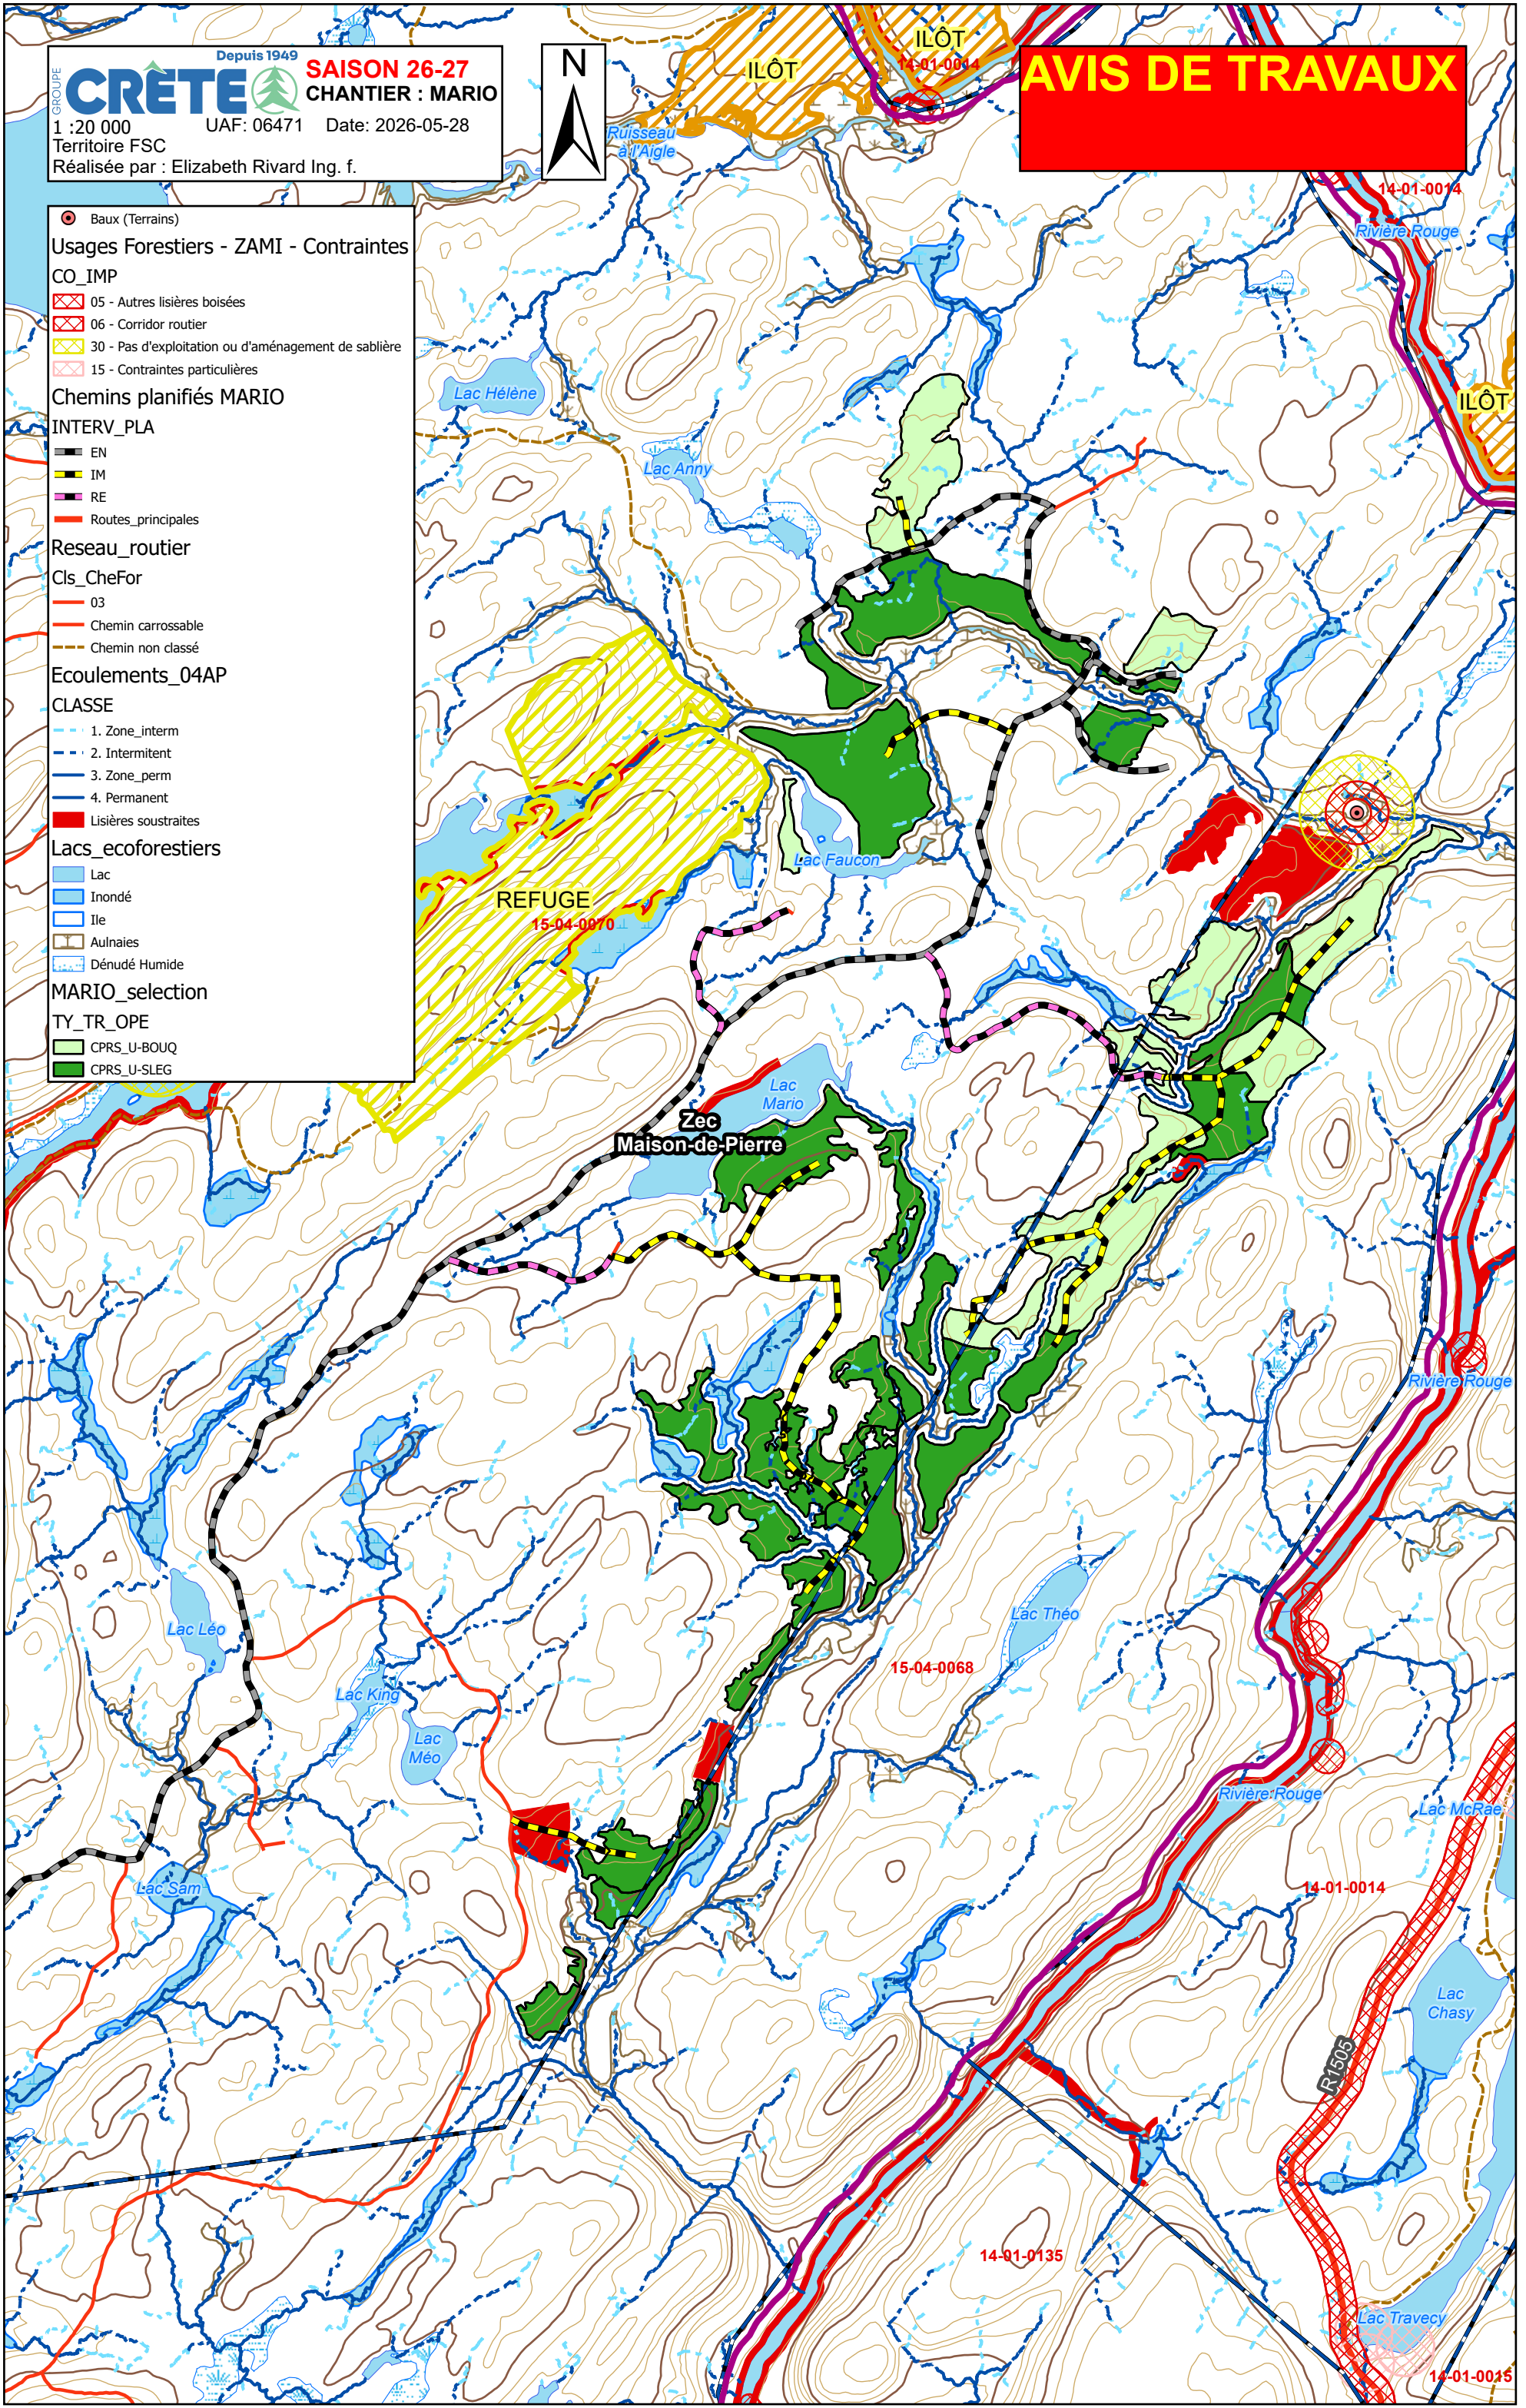 Depuis 1949
GROUPE
CRÊTE
SAISON 26-27
CHANTIER : MARIO
1 :20 000
UAF: 06471
Date: 2026-05-28
Territoire FSC
Réalisée par : Elizabeth Rivard Ing. f.
N
AVIS DE TRAVAUX
Baux (Terrains)
Usages Forestiers - ZAMI - Contraintes
CO_IMP
05 - Autres lisières boisées
06 - Corridor routier
30 - Pas d'exploitation ou d'aménagement de sablière
15 - Contraintes particulières
Chemins planifiés MARIO
INTERV_PLA
EN
IM
RE
Routes_principales
Reseau_routier
Cls_CheFor
03
Chemin carrossable
Chemin non classé
Ecoulements_04AP
CLASSE
1. Zone_interm
2. Intermitent
3. Zone_perm
4. Permanent
Lisières soustraites
Lacs_ecoforestiers
Lac
Inondé
Ile
Aulnaies
Dénudé Humide
MARIO_selection
TY_TR_OPE
CPRS_U-BOUQ
CPRS_U-SLEG
ILÔT
14-01-0014
ILÔT
Ruisseau
à l'Aigle
14-01-0014
Rivière Rouge
Lac Hélène
ILÔT
Lac Anny
Lac Faucon
REFUGE
15-04-0070
Lac
Mario
Zec
Maison-de-Pierre
Rivière Rouge
Lac Théo
Lac Léo
15-04-0068
Lac King
Lac
Méo
Rivière Rouge
Lac McRae
Lac Sam
14-01-0014
Lac
Chasy
R1505
14-01-0135
Lac Travecy
14-01-0015